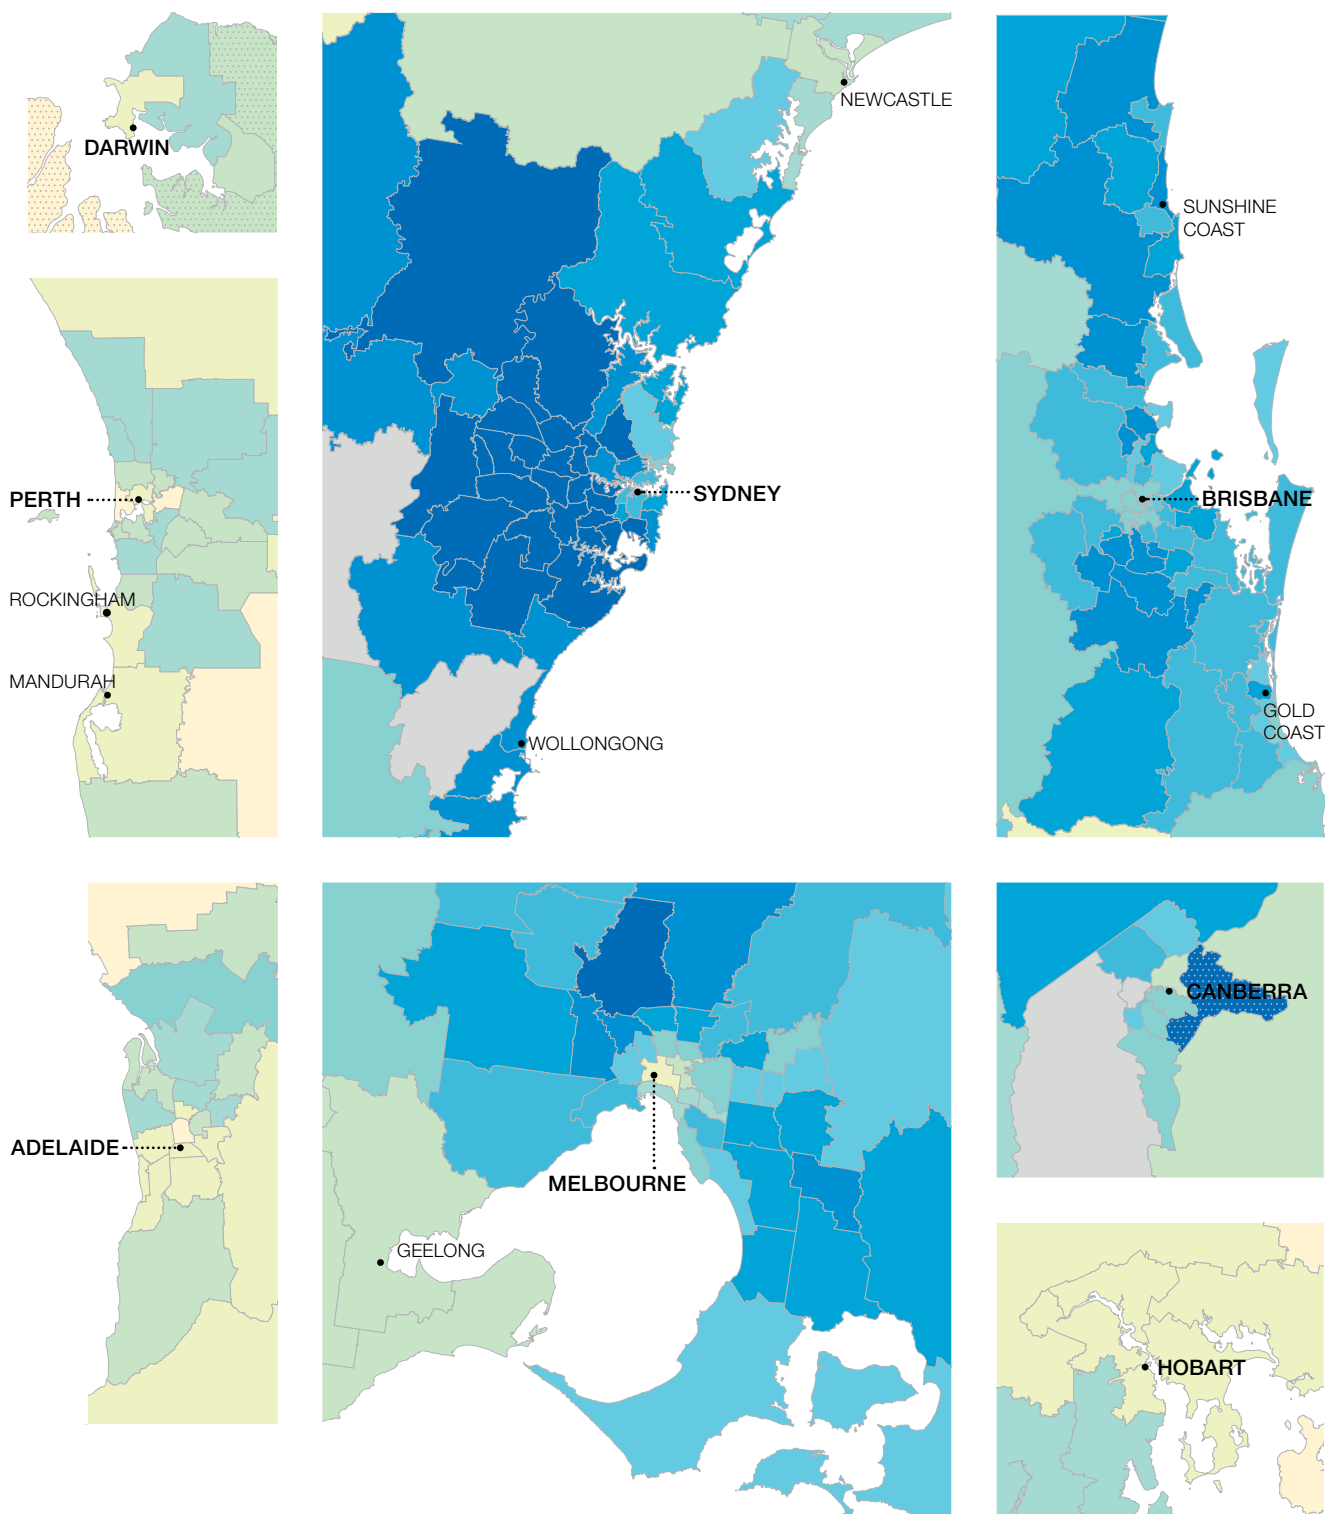 DARWIN
NEWCASTLE
SUNSHINE
COAST
PERTH
SYDNEY
BRISBANE
ROCKINGHAM
MANDURAH
WOLLONGONG
GOLD
COAST
CANBERRA
ADELAIDE
MELBOURNE
GEELONG
HOBART